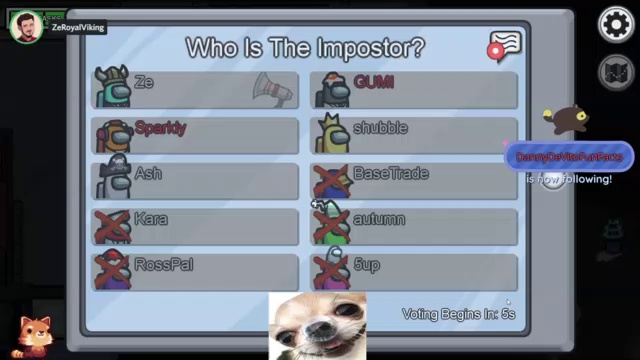 ZeRoyalViking
Who Is The Impostor?
Ze
GUMI
Sparkly
shubble
Ash
BaseTrade
Kara
autumn
RossPal
5up
DannyDeVitoFunFacts
is now following!
Voting Begins In: 5s